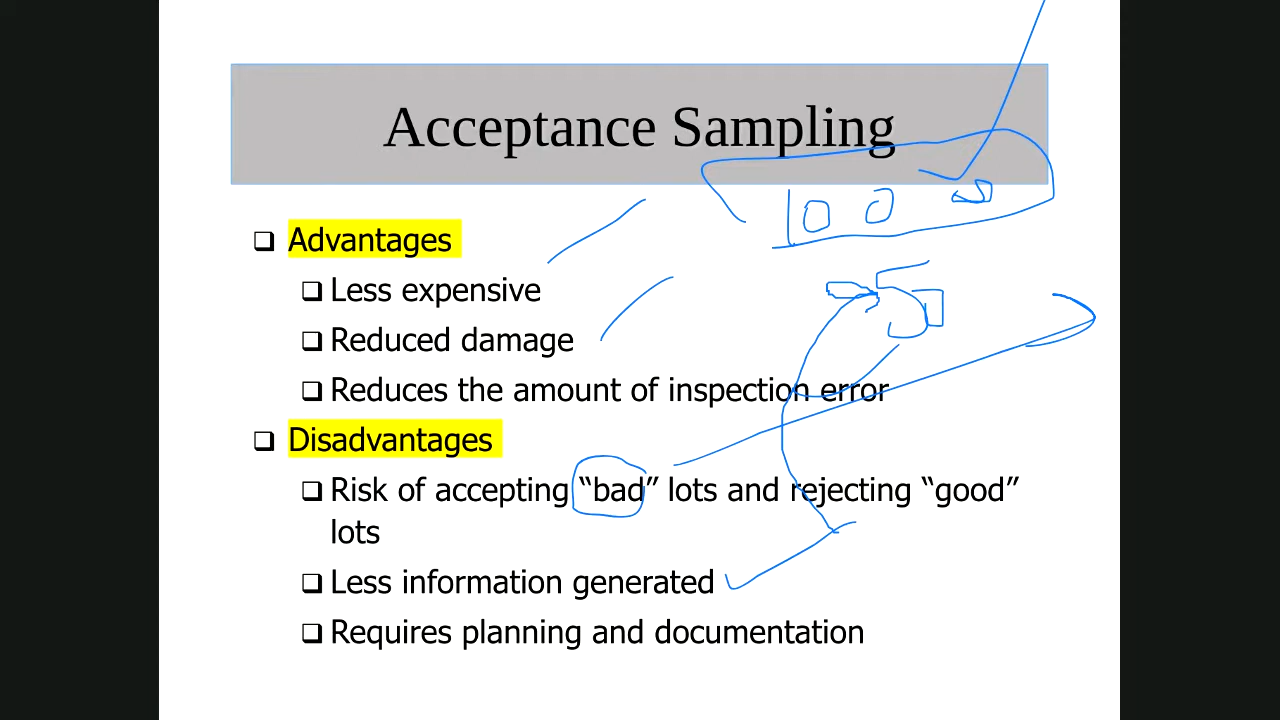 Acceptance Sampling
Advantages
Less expensive
Reduced damage
Reduces the amount of inspection error
Disadvantages
Risk of accepting “bad” lots and rejecting “good”
lots
Less information generated
Requires planning and documentation